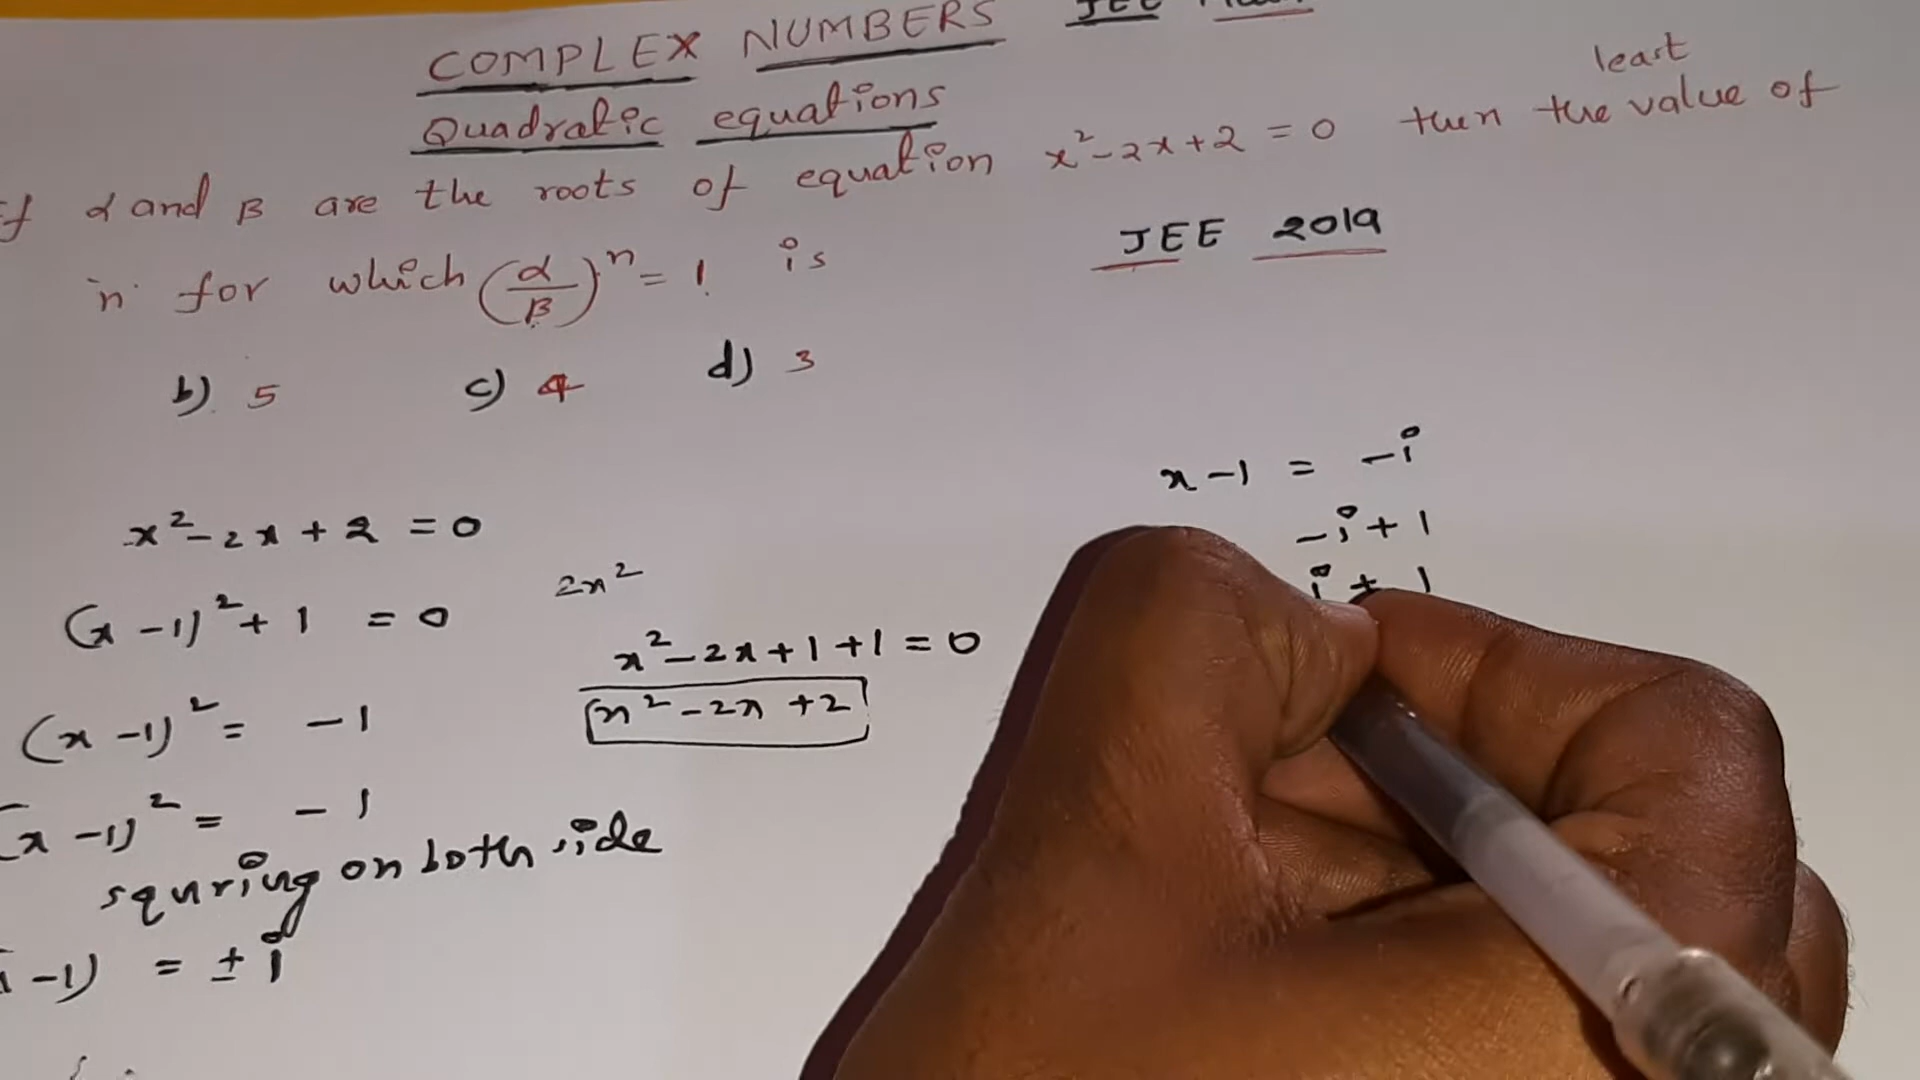 COMPLEX NUMBERS JEE
Quadratic equations
If α and β are the roots of equation x²-2x+2 = 0 then the least value of
'n' for which (α/β)ⁿ = 1 is
JEE 2019
b) 5 c) 4 d) 3
x²-2x+2 = 0
(x-1)²+1 = 0
(x-1)² = -1
(x-1)² = -1
squring on both side
-1) = ±i
2x²
x²-2x+1+1 = 0
x²-2x+2
x-1 = -i
-i+1
i+1